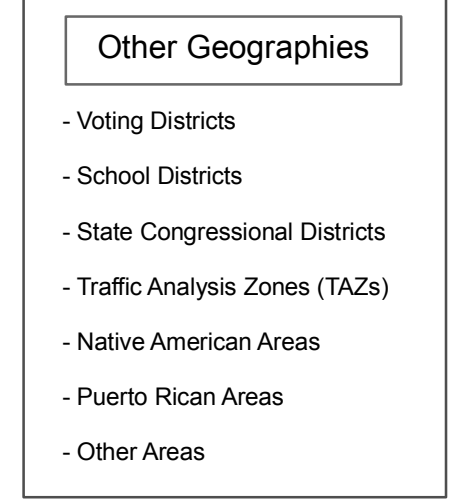 Other Geographies
- Voting Districts
- School Districts
- State Congressional Districts
- Traffic Analysis Zones (TAZs)
- Native American Areas
- Puerto Rican Areas
- Other Areas